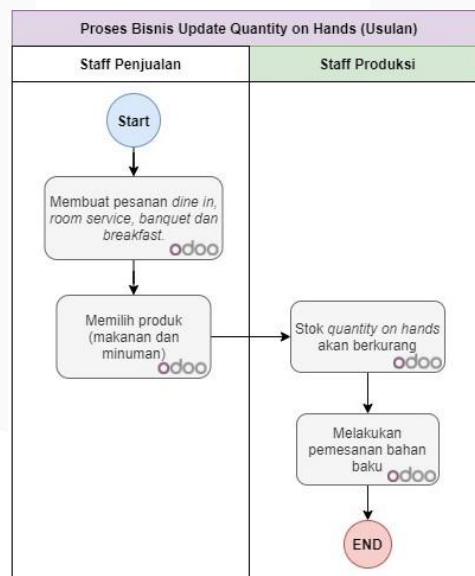 Proses Bisnis Update Quantity on Hands (Usulan)
Staff Penjualan
Staff Produksi
Start
Membuat pesanan dine in,
room service, banquet dan
breakfast.
odoo
Memilih produk
(makanan dan
minuman)
odoo
Stok quantity on hands
akan berkurang
odoo
Melakukan
pemesanan bahan
baku
odoo
END